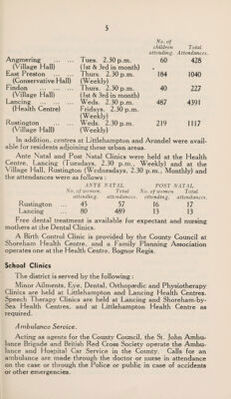 5
No. of
children Total
attending. Attendances.
Angmering ... ... Tues. 2.30 p.m. 60 428
(Village Hall) (1st & 3rd in month)
East Preston ... Thurs. 2.30 p.m. 184 1040
(Conservative Hall) (Weekly)
Findon ... ... Thurs. 2.30 p.m. 40 227
(Village Hall) (1st & 3rd in month)
Lancing ... ... Weds. 2.30 p.m. 487 4391
(Health Centre) Fridays. 2.30 p.m.
(Weekly)
Rustington ... Weds. 2.30 p.m. 219 1117
(Village Hall) (Weekly)
In addition, centres at Littlehampton and Arundel were avail-
able for residents adjoining these urban areas.
Ante Natal and Post Natal Clinics were held at the Health
Centre, Lancing (Tuesdays, 2.30 p.m., Weekly) and at the
Village Hall, Rustington (Wednesdays, 2.30 p.m., Monthly) and
the attendances were as follows:
ANTE NATAL POST NATAL
No. of women Total No. of women Total
attending. attendances. attending. attendances.
Rustington ... 45 57 16 17
Lancing ... 80 489 13 13
Free dental treatment is available for expectant and nursing
mothers at the Dental Clinics.
A Birth Control Clinic is provided by the County Council at
Shoreham Health Centre, and a Family Planning Association
operates one at the Health Centre, Bognor Regis.
School Clinics
The district is served by the following:
Minor Ailments, Eye, Dental, Orthopædic and Physiotherapy
Clinics are held at Littlehampton and Lancing Health Centres.
Speech Therapy Clinics are held at Lancing and Shoreham-by-
Sea Health Centres, and at Littlehampton Health Centre as
required.
Ambulance Service.
Acting as agents for the County Council, the St. John Ambu-
lance Brigade and British Red Cross Society operate the Ambu-
lance and Hospital Car Service in the County. Calls for an
ambulance are made through the doctor or nurse in attendance
on the case or through the Police or public in case of accidents
or other emergencies.